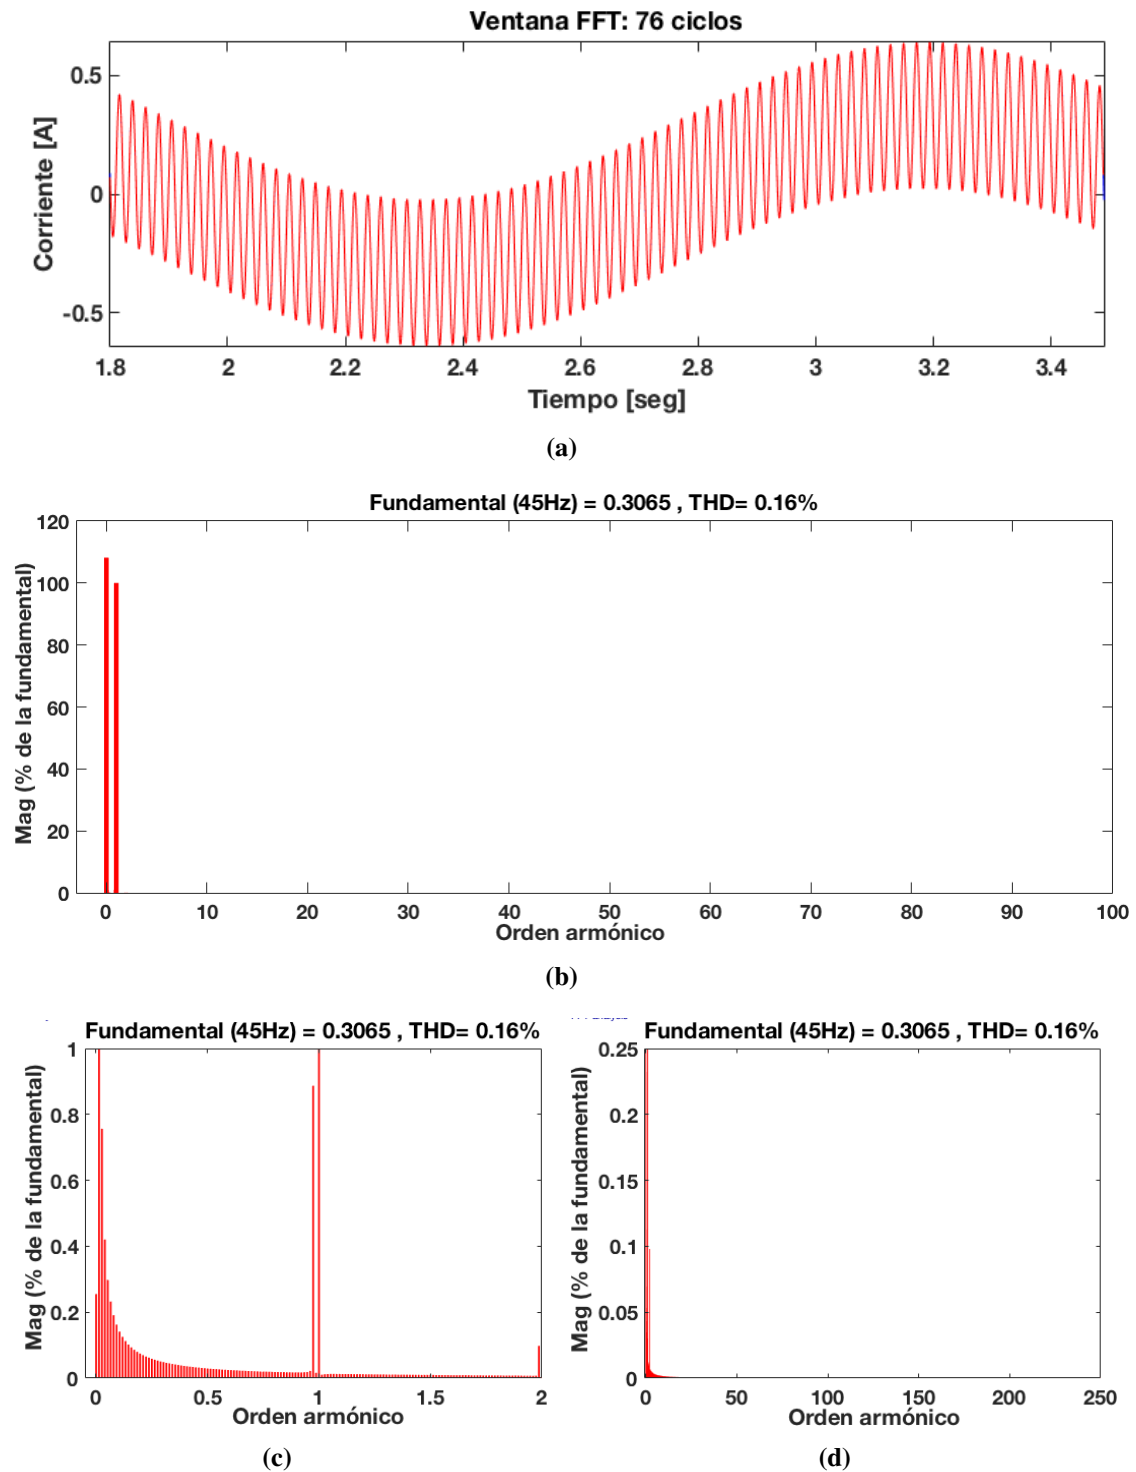 Ventana FFT: 76 ciclos
Corriente [A]
0.5
0
-0.5
1.8 2 2.2 2.4 2.6 2.8 3 3.2 3.4
Tiempo [seg]
(a)
Fundamental (45Hz) = 0.3065 , THD= 0.16%
Mag (% de la fundamental)
120
100
80
60
40
20
0
0 10 20 30 40 50 60 70 80 90 100
Orden armónico
(b)
Fundamental (45Hz) = 0.3065 , THD= 0.16%
Mag (% de la fundamental)
1
0.8
0.6
0.4
0.2
0
0 0.5 1 1.5 2
Orden armónico
(c)
Fundamental (45Hz) = 0.3065 , THD= 0.16%
Mag (% de la fundamental)
0.25
0.2
0.15
0.1
0.05
0
0 50 100 150 200 250
Orden armónico
(d)